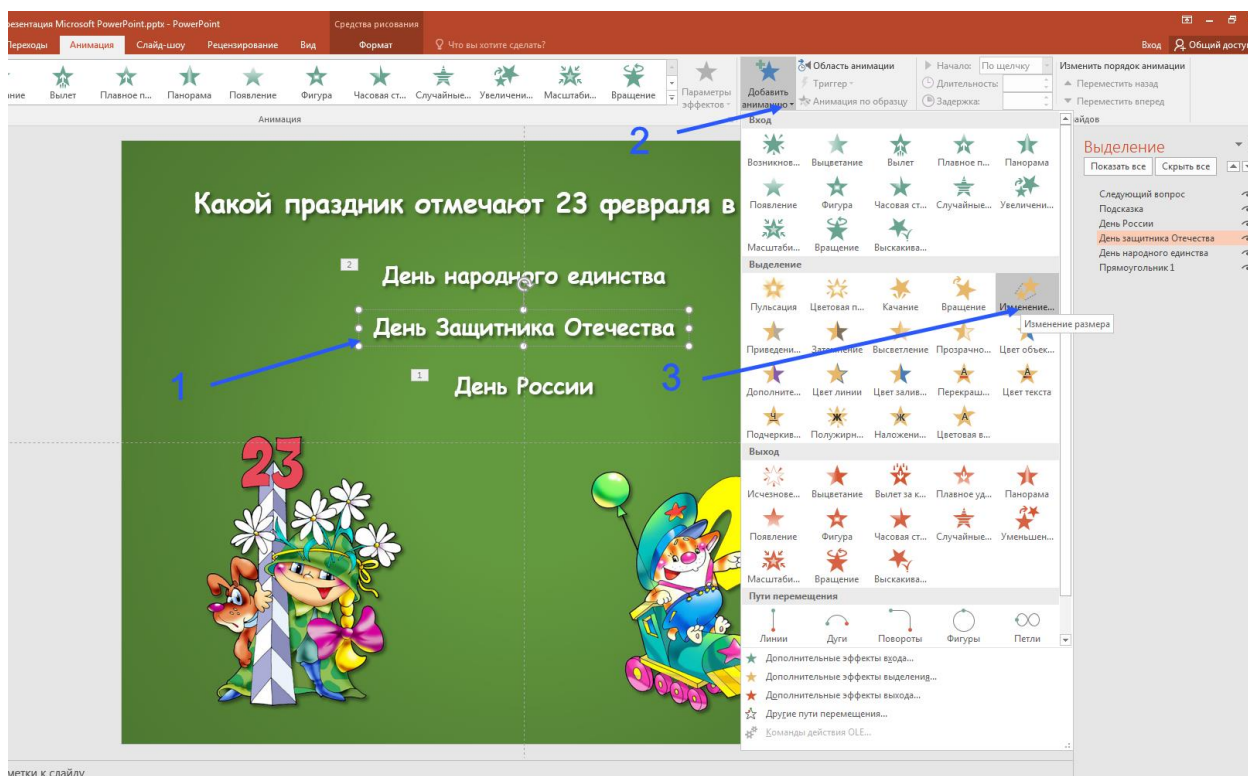 резентация Microsoft PowerPoint.pptx - PowerPoint
Средства рисования
Переходы Анимация Слайд-шоу Рецензирование Вид Формат Что вы хотите сделать?
Вход Общий досту
ние Вылет Плавное п... Панорама Появление Фигура Часовая ст... Случайные... Увеличени... Масштаби... Вращение
Параметры эффектов
Добавить анимацию
Область анимации
Триггер
Анимация по образцу
Начало: По щелчку
Длительность:
Задержка:
Изменить порядок анимации
Переместить назад
Переместить вперед
Анимация
айдов
2
Вход
Возникнов... Выцветание Вылет Плавное п... Панорама
Появление Фигура Часовая ст... Случайные... Увеличени...
Масштаби... Вращение Выскакива...
Выделение
Пульсация Цветовая п... Качание Вращение Изменение...
Изменение размера
Приведени... Затемнение Высветление Прозрачно... Цвет объек...
Дополните... Цвет линии Цвет залив... Перекраш... Цвет текста
Подчеркив... Полужирн... Наложени... Цветовая в...
Выход
Исчезнове... Выцветание Вылет за к... Плавное уд... Панорама
Появление Фигура Часовая ст... Случайные... Уменьшен...
Масштаби... Вращение Выскакива...
Пути перемещения
Линии Дуги Повороты Фигуры Петли
Дополнительные эффекты входа...
Дополнительные эффекты выделения...
Дополнительные эффекты выхода...
Другие пути перемещения...
Команды действия OLE...
Выделение
Показать все Скрыть все
Следующий вопрос
Подсказка
День России
День защитника Отечества
День народного единства
Прямоугольник 1
Какой праздник отмечают 23 февраля в
2
День народного единства
День Защитника Отечества
1
3
1
День России
23
метки к слайду